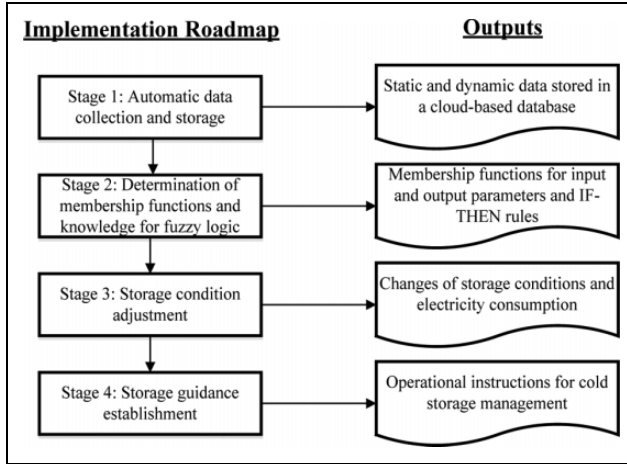 Implementation Roadmap
Outputs
Stage 1: Automatic data
collection and storage
Static and dynamic data stored in
a cloud-based database
Stage 2: Determination of
membership functions and
knowledge for fuzzy logic
Membership functions for input
and output parameters and IF-
THEN rules
Stage 3: Storage condition
adjustment
Changes of storage conditions and
electricity consumption
Stage 4: Storage guidance
establishment
Operational instructions for cold
storage management